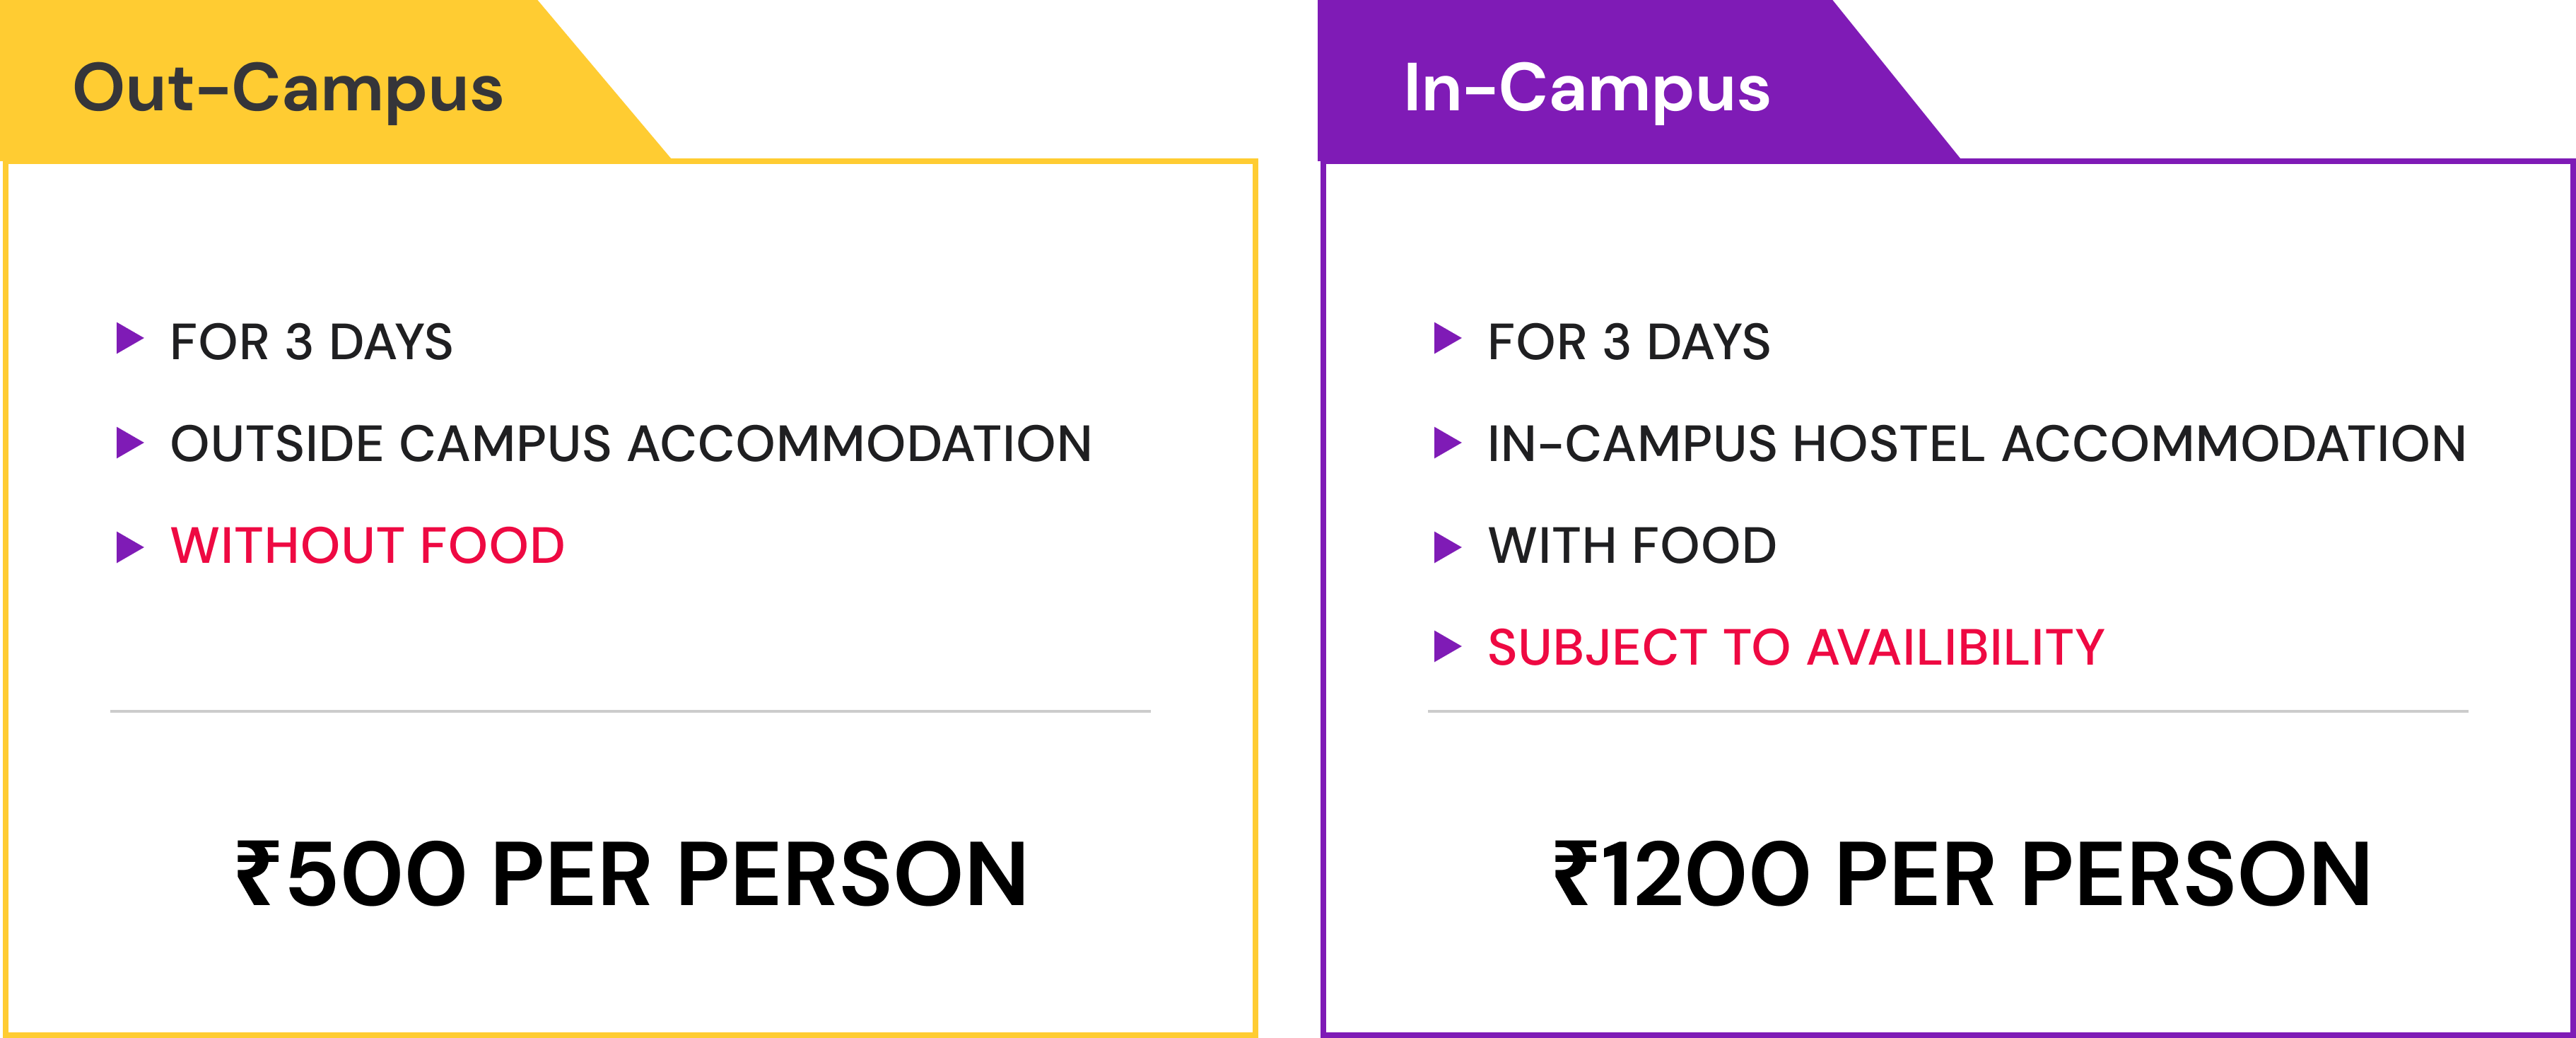 Out-Campus
FOR 3 DAYS
OUTSIDE CAMPUS ACCOMMODATION
WITHOUT FOOD
₹500 PER PERSON
In-Campus
FOR 3 DAYS
IN-CAMPUS HOSTEL ACCOMMODATION
WITH FOOD
SUBJECT TO AVAILIBILITY
₹1200 PER PERSON